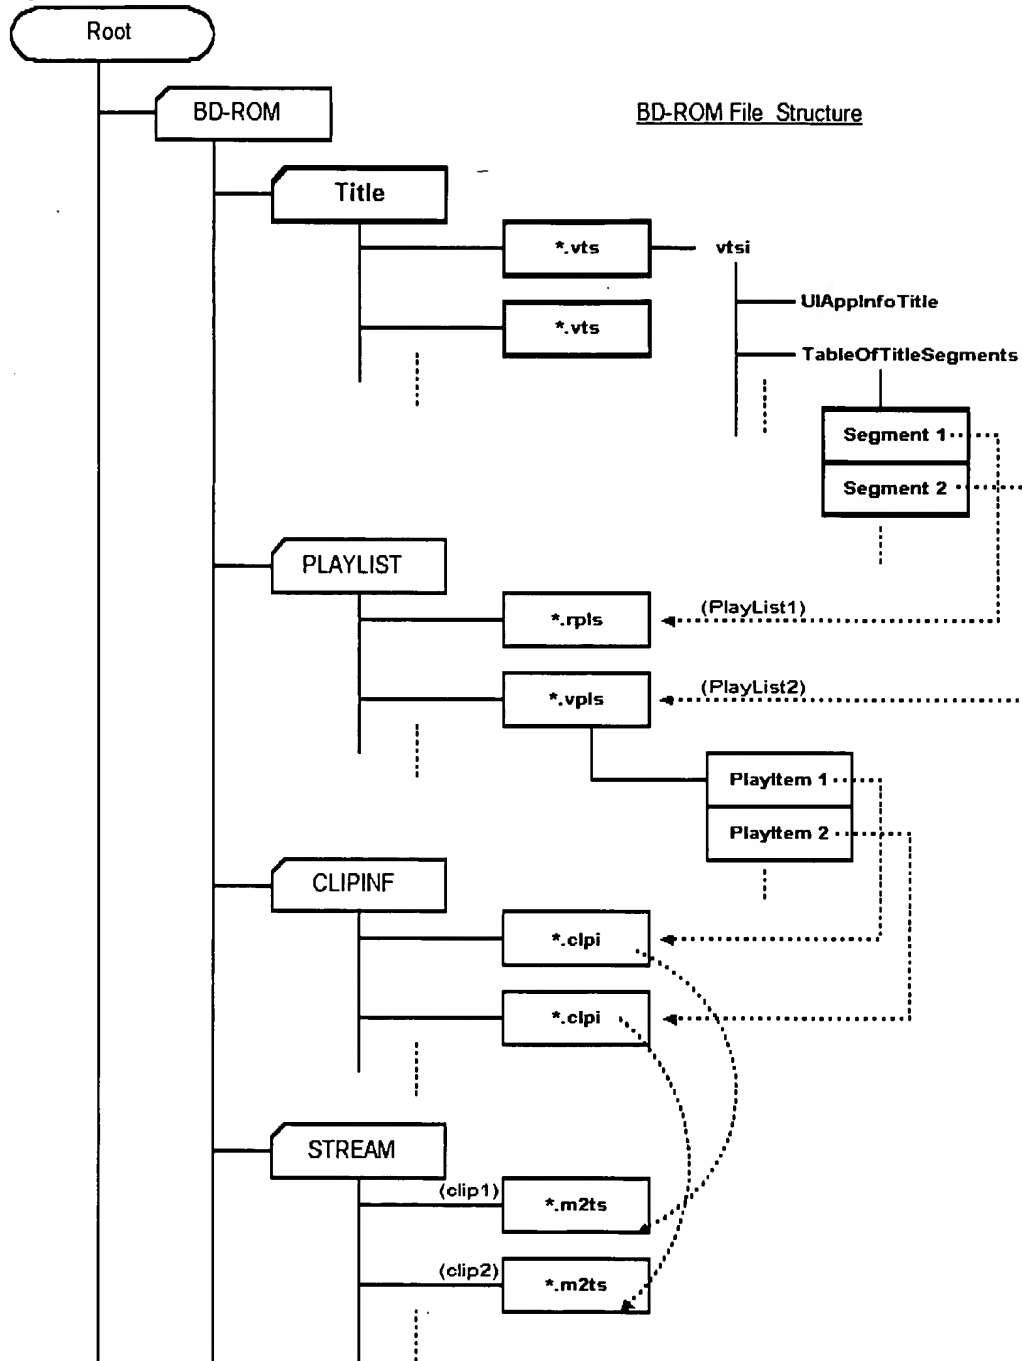 Root
BD-ROM
BD-ROM File Structure
Title
*.vts
vtsi
UIAppInfoTitle
*.vts
TableOfTitleSegments
Segment 1
Segment 2
PLAYLIST
*.rpls
(PlayList1)
*.vpls
(PlayList2)
PlayItem 1
PlayItem 2
CLIPINF
*.clpi
*.clpi
STREAM
(clip1)
*.m2ts
(clip2)
*.m2ts